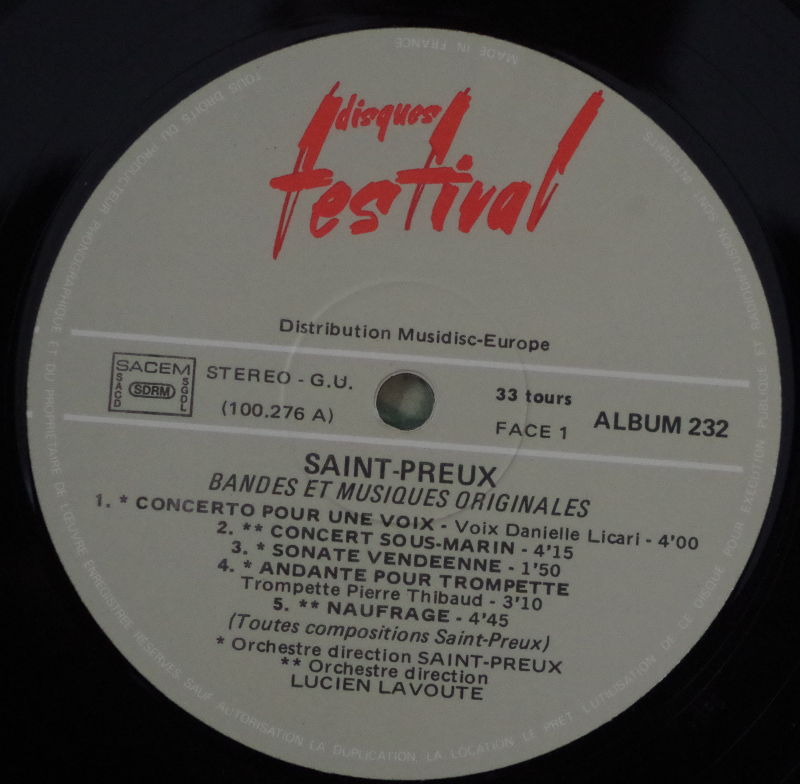 MADE IN FRANCE
disques
festival
Distribution Musidisc-Europe
SACEM
SACD
SDRM
SGDL
STEREO - G.U.
(100.276 A)
33 tours
FACE 1
ALBUM 232
SAINT-PREUX
BANDES ET MUSIQUES ORIGINALES
1. * CONCERTO POUR UNE VOIX - Voix Danielle Licari - 4'00
2. ** CONCERT SOUS-MARIN - 4'15
3. * SONATE VENDEENNE - 1'50
4. * ANDANTE POUR TROMPETTE
Trompette Pierre Thibaud - 3'10
5. ** NAUFRAGE - 4'45
(Toutes compositions Saint-Preux)
* Orchestre direction SAINT-PREUX
** Orchestre direction
LUCIEN LAVOUTE
TOUS DROITS DU PRODUCTEUR PHONOGRAPHIQUE ET DU PROPRIETAIRE DE L'ŒUVRE ENREGISTREE RESERVES. SAUF AUTORISATION LA DUPLICATION, LA LOCATION LE PRET L'UTILISATION DE CE DISQUE POUR EXECUTION PUBLIQUE ET RADIODIFFUSION SONT INTERDITS